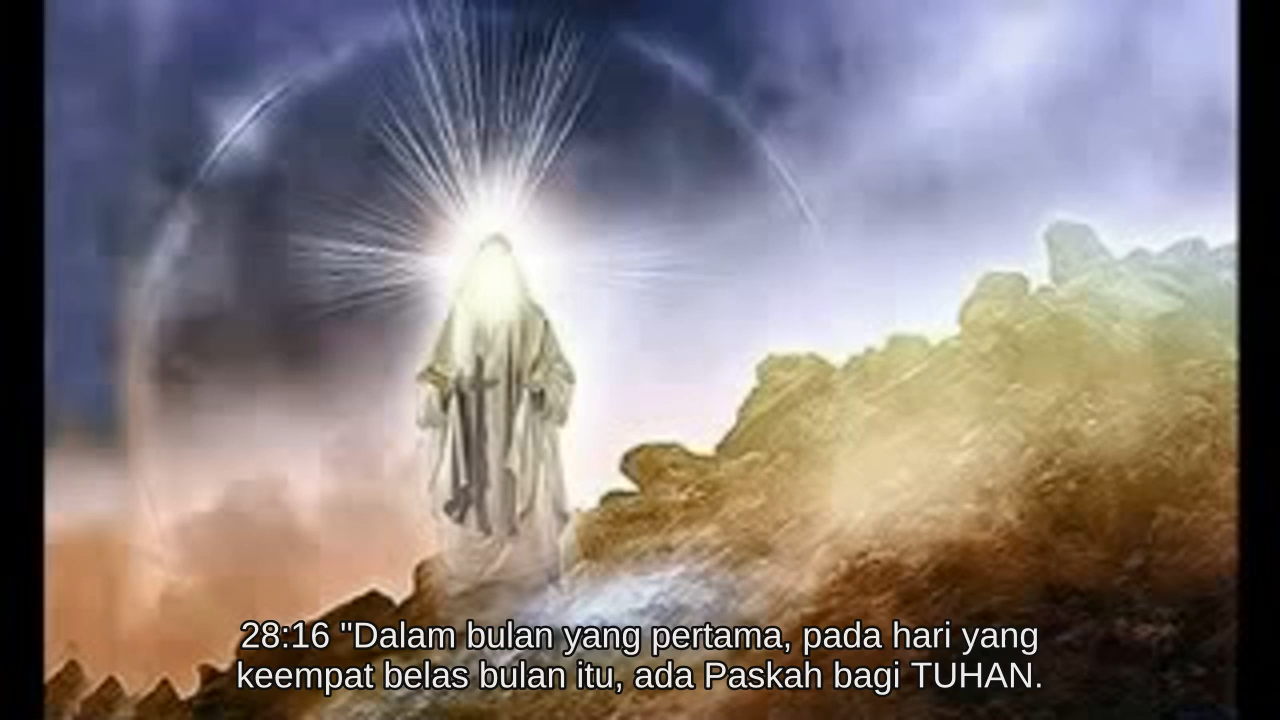 28:16 "Dalam bulan yang pertama, pada hari yang
keempat belas bulan itu, ada Paskah bagi TUHAN.